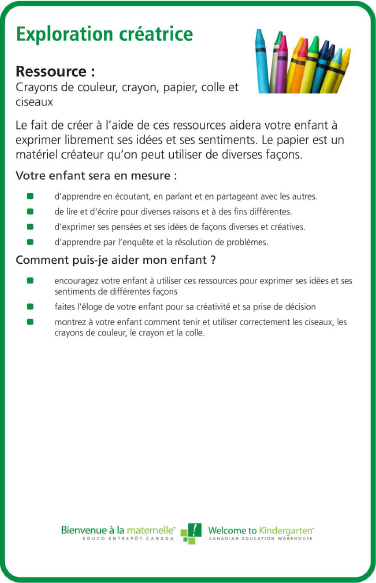 Exploration créatrice
Ressource :
Crayons de couleur, crayon, papier, colle et
ciseaux
Le fait de créer à l'aide de ces ressources aidera votre enfant à
exprimer librement ses idées et ses sentiments. Le papier est un
matériel créateur qu'on peut utiliser de diverses façons.
Votre enfant sera en mesure :
d'apprendre en écoutant, en parlant et en partageant avec les autres.
de lire et d'écrire pour diverses raisons et à des fins différentes.
d'exprimer ses pensées et ses idées de façons diverses et créatives.
d'apprendre par l'enquête et la résolution de problèmes.
Comment puis-je aider mon enfant ?
encouragez votre enfant à utiliser ces ressources pour exprimer ses idées et ses
sentiments de différentes façons
faites l'éloge de votre enfant pour sa créativité et sa prise de décision
montrez à votre enfant comment tenir et utiliser correctement les ciseaux, les
crayons de couleur, le crayon et la colle.
Bienvenue à la maternelle
EDUCO ENTREPÔT CANADA
Welcome to Kindergarten
CANADIAN EDUCATION WAREHOUSE